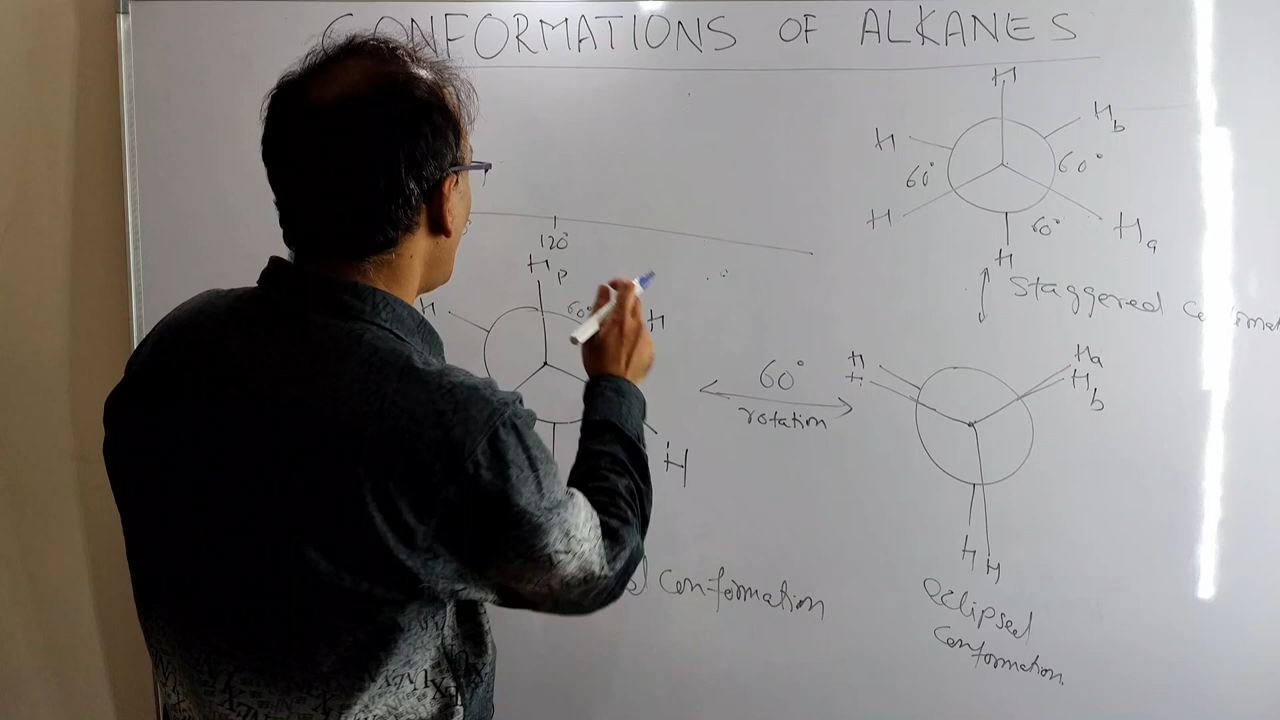 CONFORMATIONS OF ALKANES
H
H
Hb
60°
60°
H
60°
Ha
H
Staggered
120°
Hp
60°
H
H
H
60°
rotation
H
H
Ha
Hb
H
H
conformation
eclipsed
conformation